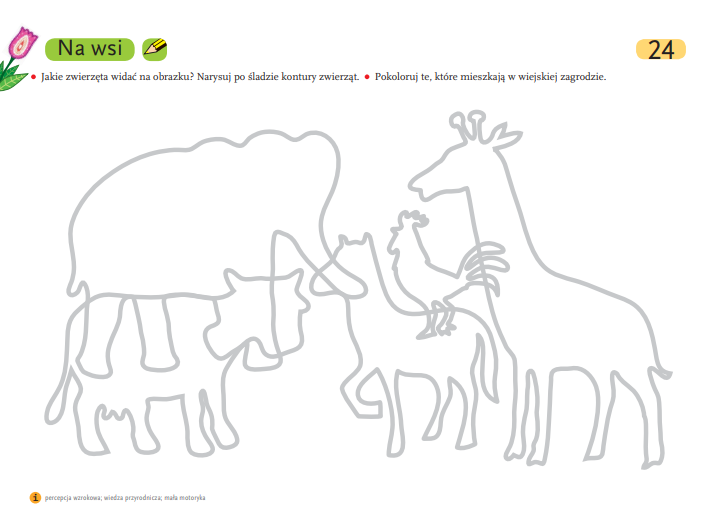 Na wsi
24
Jakie zwierzęta widać na obrazku? Narysuj po śladzie kontury zwierząt. • Pokoloruj te, które mieszkają w wiejskiej zagrodzie.
i percepcja wzrokowa; wiedza przyrodnicza; mała motoryka